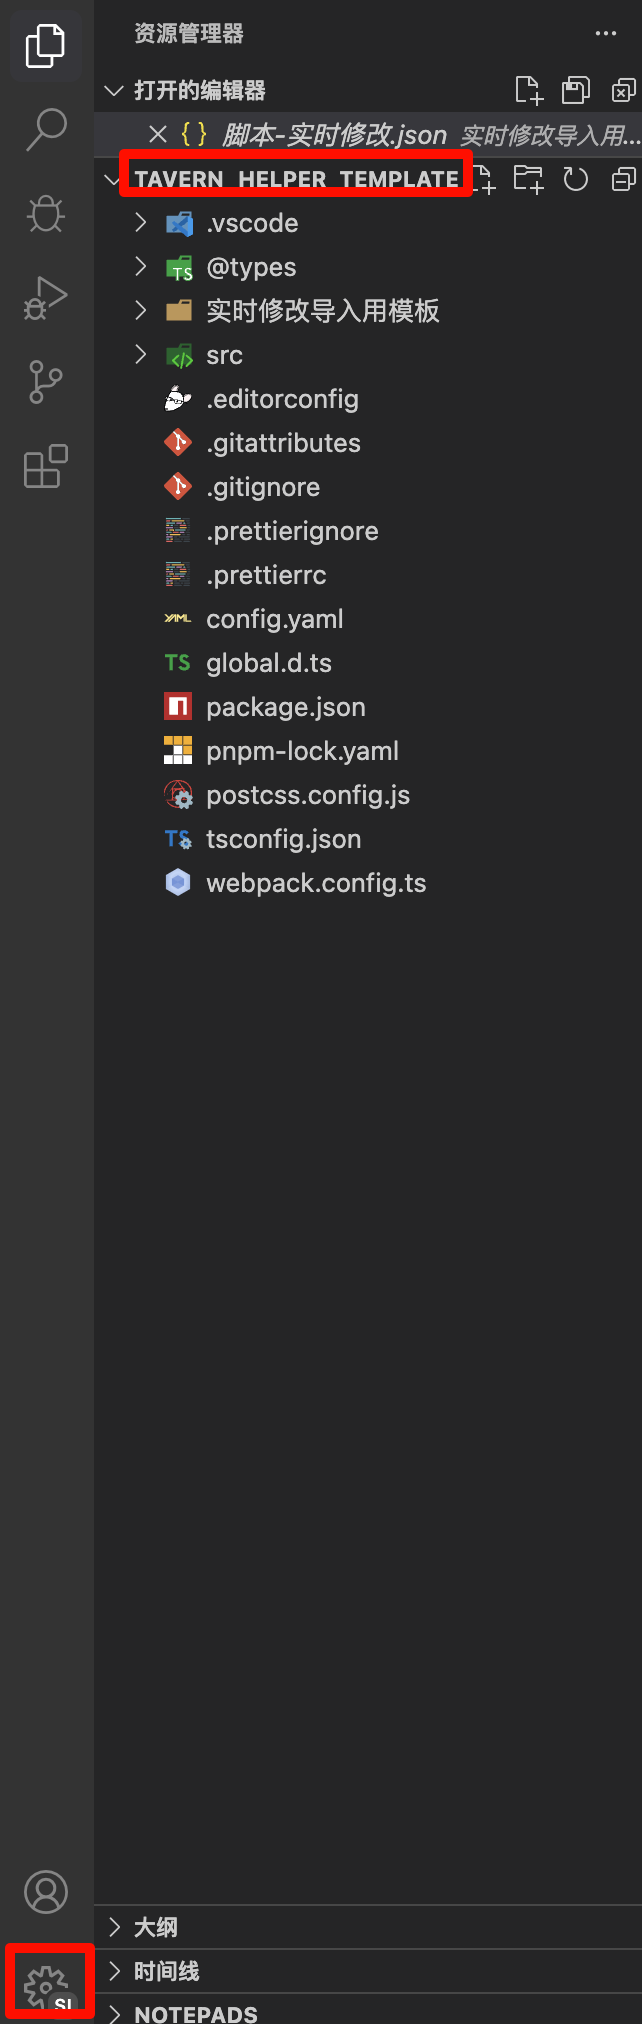 资源管理器
打开的编辑器
脚本-实时修改.json 实时修改导入用...
TAVERN_HELPER_TEMPLATE
.vscode
@types
实时修改导入用模板
src
.editorconfig
.gitattributes
.gitignore
.prettierignore
.prettierrc
config.yaml
global.d.ts
package.json
pnpm-lock.yaml
postcss.config.js
tsconfig.json
webpack.config.ts
大纲
时间线
NOTEPADS